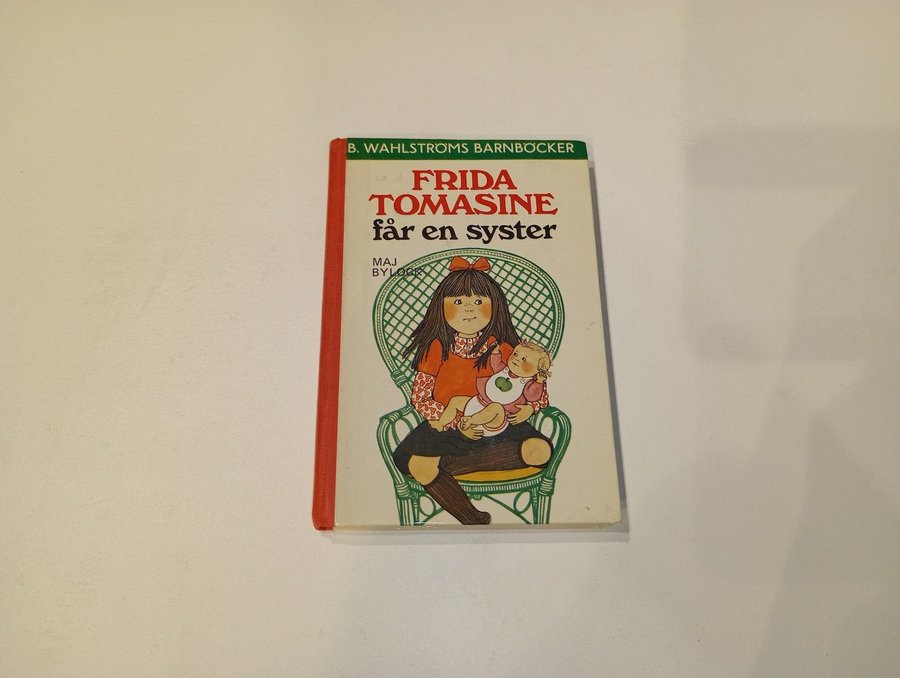 B. WAHLSTRÖMS BARNBÖCKER
FRIDA
TOMASINE
får en syster
MAJ
BYLOCK